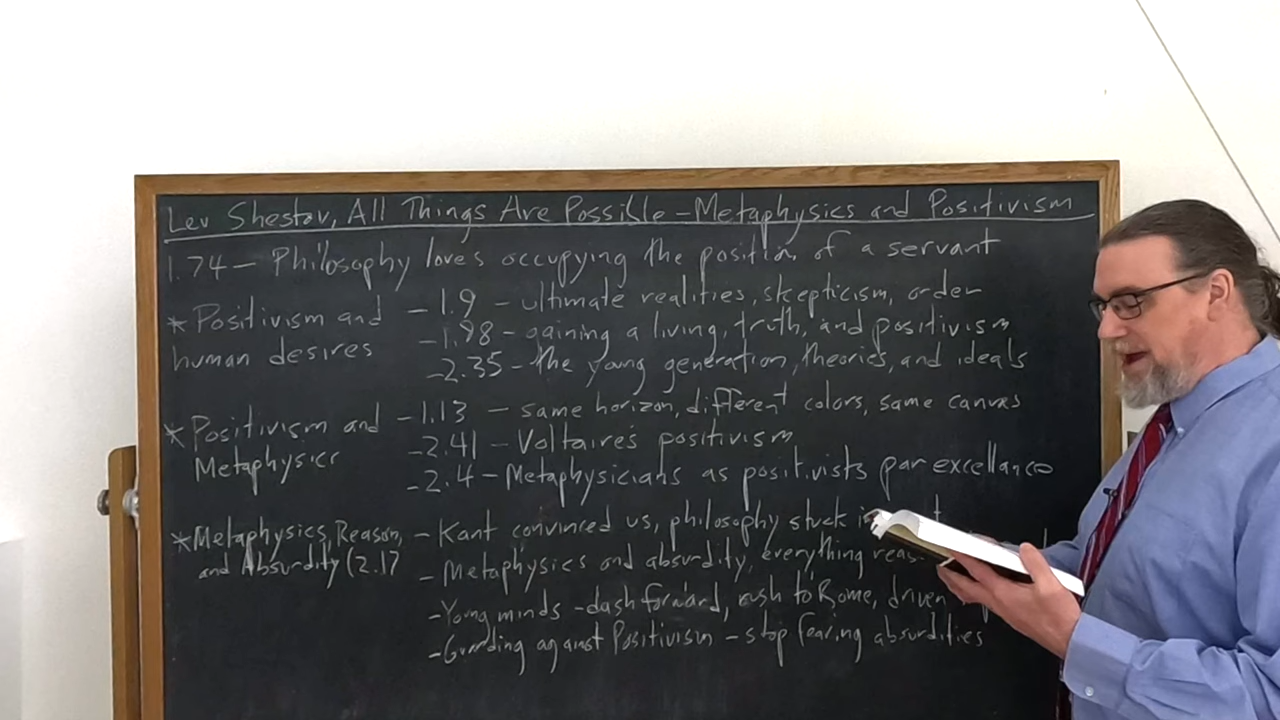 Lev Shestov, All Things Are Possible - Metaphysics and Positivism
1.74 - Philosophy loves occupying the position of a servant
* Positivism and human desires
- 1.9 - ultimate realities, skepticism, order
- 1.98 - gaining a living, truth, and positivism
- 2.35 - the young generation, theories, and ideals
* Positivism and Metaphysics
- 1.13 - same horizon, different colors, same canvas
- 2.41 - Voltaire's positivism
- 2.4 - Metaphysicians as positivists par excellance
* Metaphysics, Reason, and Absurdity (2.17
- Kant convinced us, philosophy stuck
- Metaphysics and absurdity, everything
- Young minds - dash forward, rush to Rome, driven
- Guarding against Positivism - stop fearing absurdities